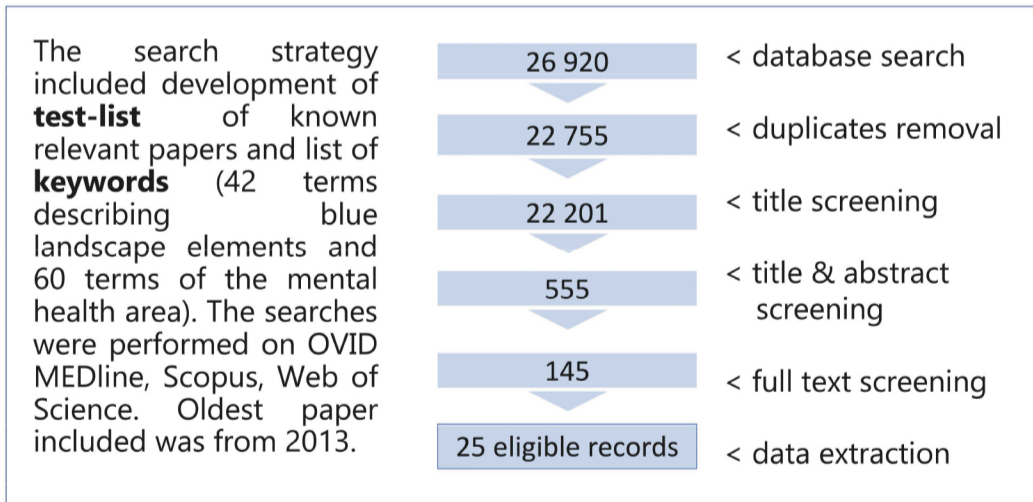 The search strategy
included development of
test-list of known
relevant papers and list of
keywords (42 terms
describing blue
landscape elements and
60 terms of the mental
health area). The searches
were performed on OVID
MEDline, Scopus, Web of
Science. Oldest paper
included was from 2013.
26 920
< database search
22 755
< duplicates removal
22 201
< title screening
555
< title & abstract
screening
145
< full text screening
25 eligible records
< data extraction